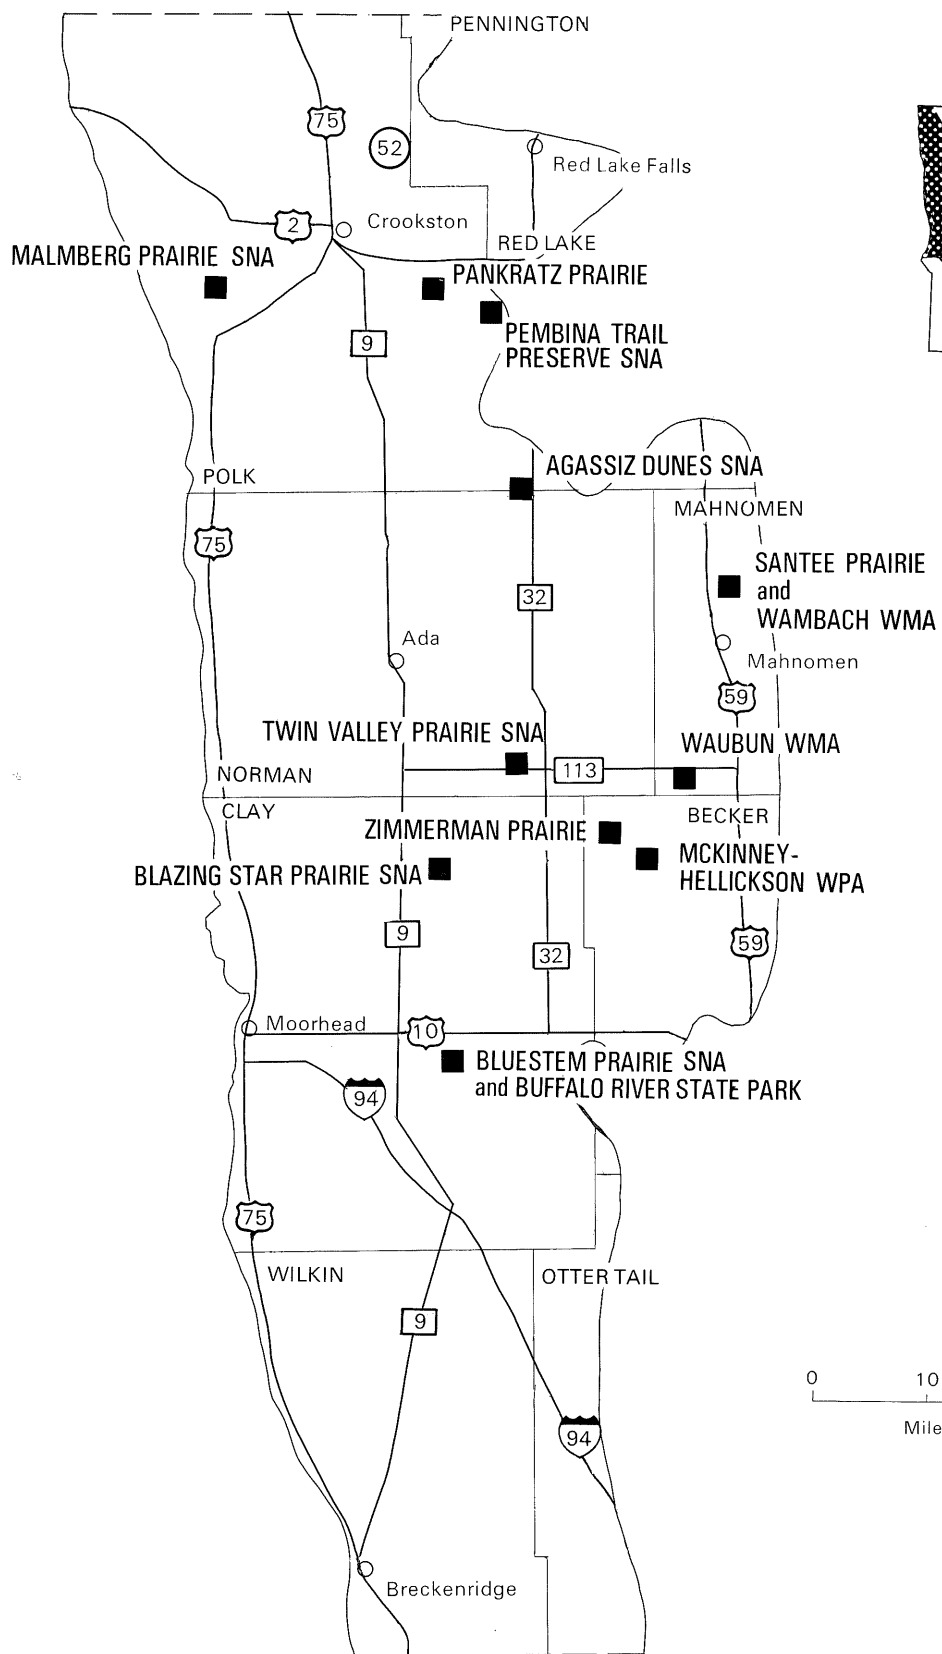 PENNINGTON
75
52
Red Lake Falls
2
Crookston
RED LAKE
MALMBERG PRAIRIE SNA
PANKRATZ PRAIRIE
9
PEMBINA TRAIL
PRESERVE SNA
AGASSIZ DUNES SNA
POLK
MAHNOMEN
75
SANTEE PRAIRIE
and
WAMBACH WMA
32
Ada
Mahnomen
59
TWIN VALLEY PRAIRIE SNA
WAUBUN WMA
NORMAN
113
CLAY
BECKER
ZIMMERMAN PRAIRIE
MCKINNEY-
HELLICKSON WPA
BLAZING STAR PRAIRIE SNA
9
32
59
Moorhead
10
BLUESTEM PRAIRIE SNA
and BUFFALO RIVER STATE PARK
94
75
WILKIN
OTTER TAIL
9
0 10
Mile
94
Breckenridge